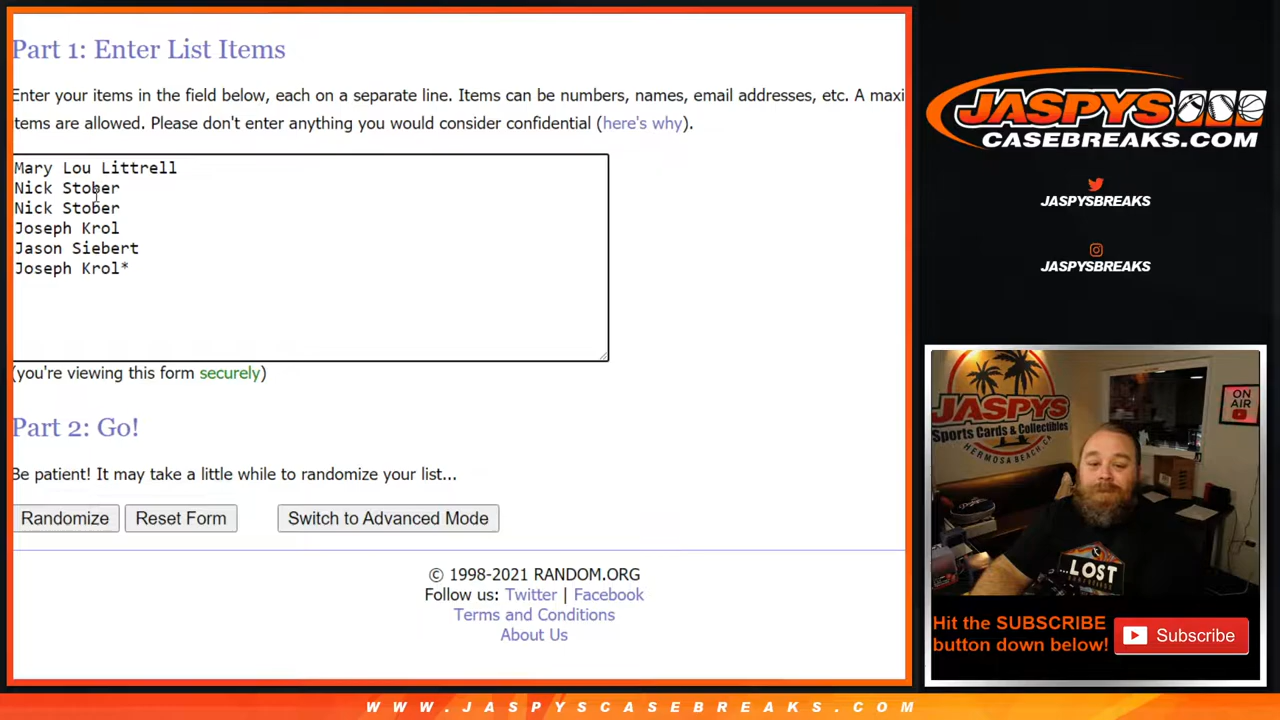 Part 1: Enter List Items
Enter your items in the field below, each on a separate line. Items can be numbers, names, email addresses, etc. A maxi
tems are allowed. Please don't enter anything you would consider confidential (here's why).
Mary Lou Littrell
Nick Stober
Nick Stober
Joseph Krol
Jason Siebert
Joseph Krol*
(you're viewing this form securely)
Part 2: Go!
Be patient! It may take a little while to randomize your list...
Randomize
Reset Form
Switch to Advanced Mode
© 1998-2021 RANDOM.ORG
Follow us: Twitter | Facebook
Terms and Conditions
About Us
JASPYS
CASEBREAKS.COM
JASPYSBREAKS
JASPYSBREAKS
JASPYS
Sports Cards & Collectibles
HERMOSA BEACH, CA
ON
AIR
...LOST
Hit the SUBSCRIBE
button down below!
Subscribe
WWW.JASPYSCASEBREAKS.COM